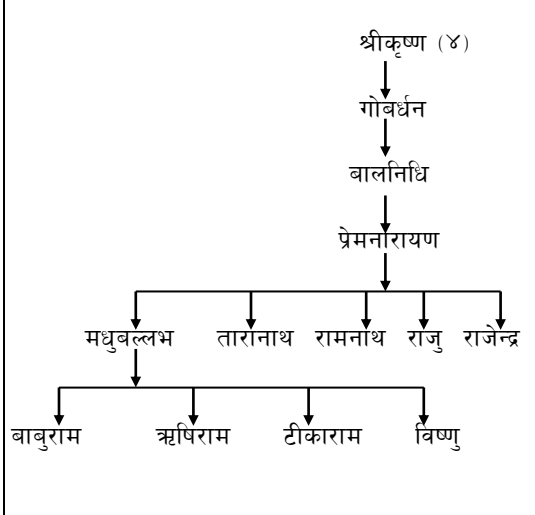 श्रीकृष्ण (४)
गोबर्धन
बालनिधि
प्रेमनारायण
मधुबल्लभ तारानाथ रामनाथ राजु राजेन्द्र
बाबुराम ऋषिराम टीकाराम विष्णु